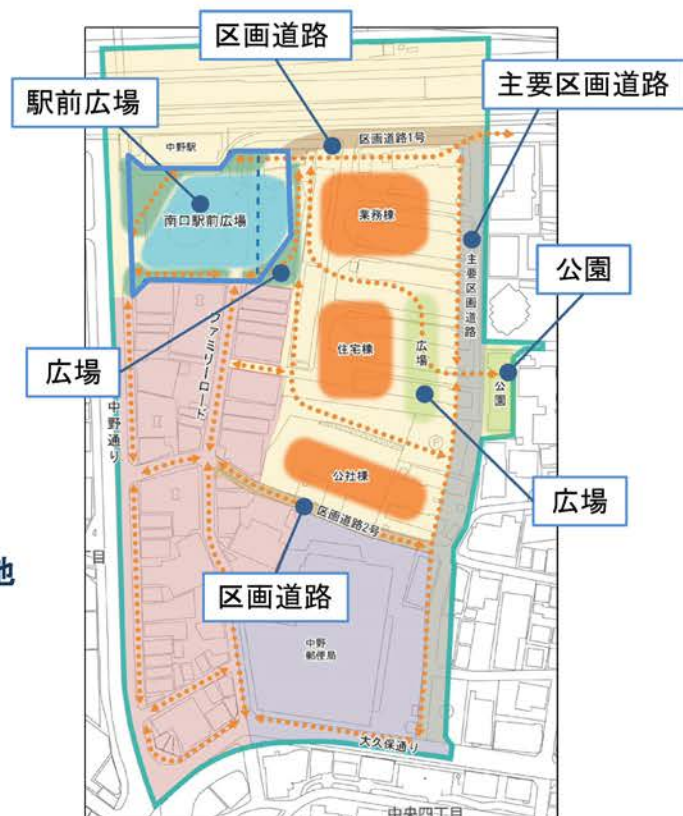 区画道路
駅前広場
主要区画道路
中野駅
区画道路1号
南口駅前広場
業務棟
主要区画道路
公園
広場
ファミリーロード
住宅棟
広場
公園
中野通り
公社棟
広場
区画道路2号
丁目
地
区画道路
中野
郵便局
大久保通り
中央四丁目